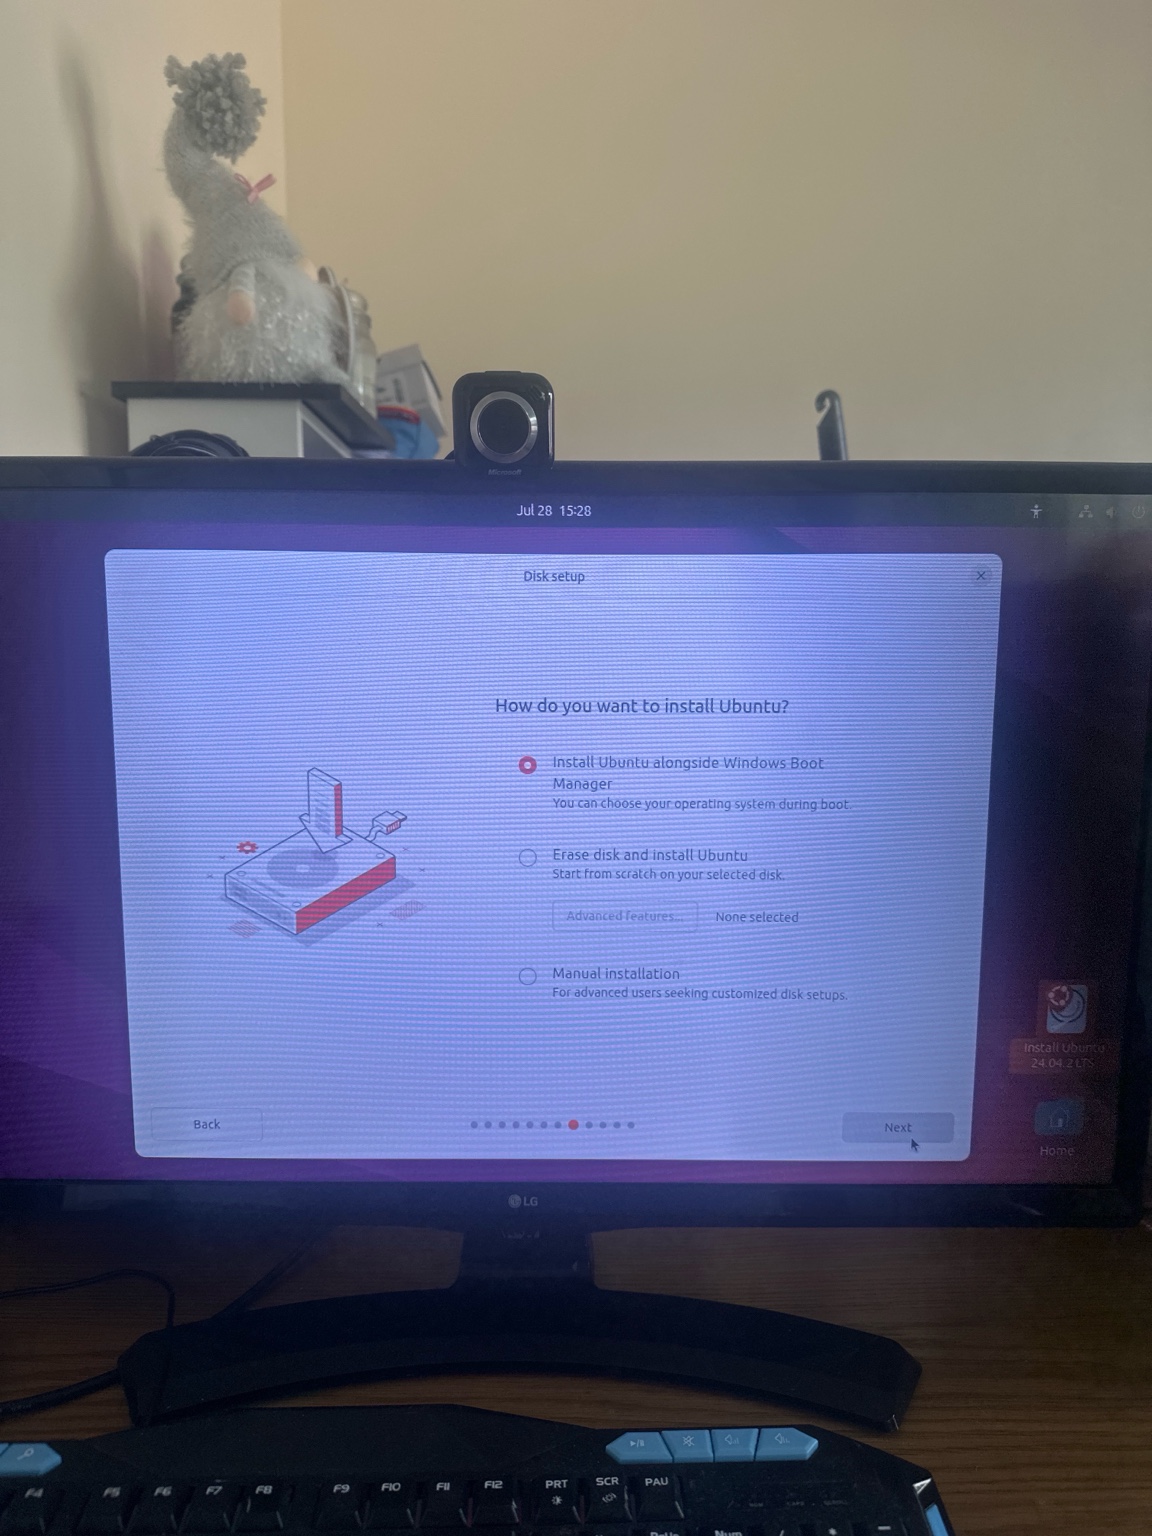 Microsoft
Jul 28 15:28
Disk setup
How do you want to install Ubuntu?
Install Ubuntu alongside Windows Boot
Manager
You can choose your operating system during boot.
Erase disk and install Ubuntu
Start from scratch on your selected disk.
Advanced features...
None selected
Manual installation
For advanced users seeking customized disk setups.
Install Ubuntu
24.04.2 LTS
Back
Next
Home
LG
F4
F5
F6
F7
F8
F9
F10
F11
F12
PRT
SCR
PAU
Num